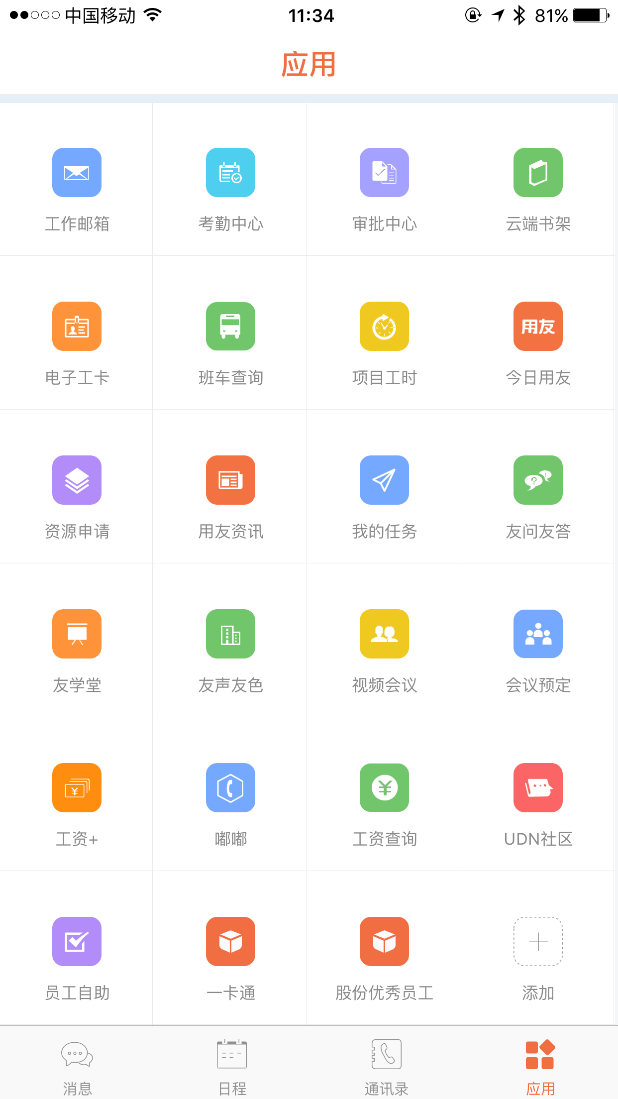 中国移动 11:34 81%
应用
工作邮箱 考勤中心 审批中心 云端书架
用友
电子工卡 班车查询 项目工时 今日用友
资源申请 用友资讯 我的任务 友问友答
友学堂 友声友色 视频会议 会议预定
工资+ 嘟嘟 工资查询 UDN社区
员工自助 一卡通 股份优秀员工 添加
消息 日程 通讯录 应用